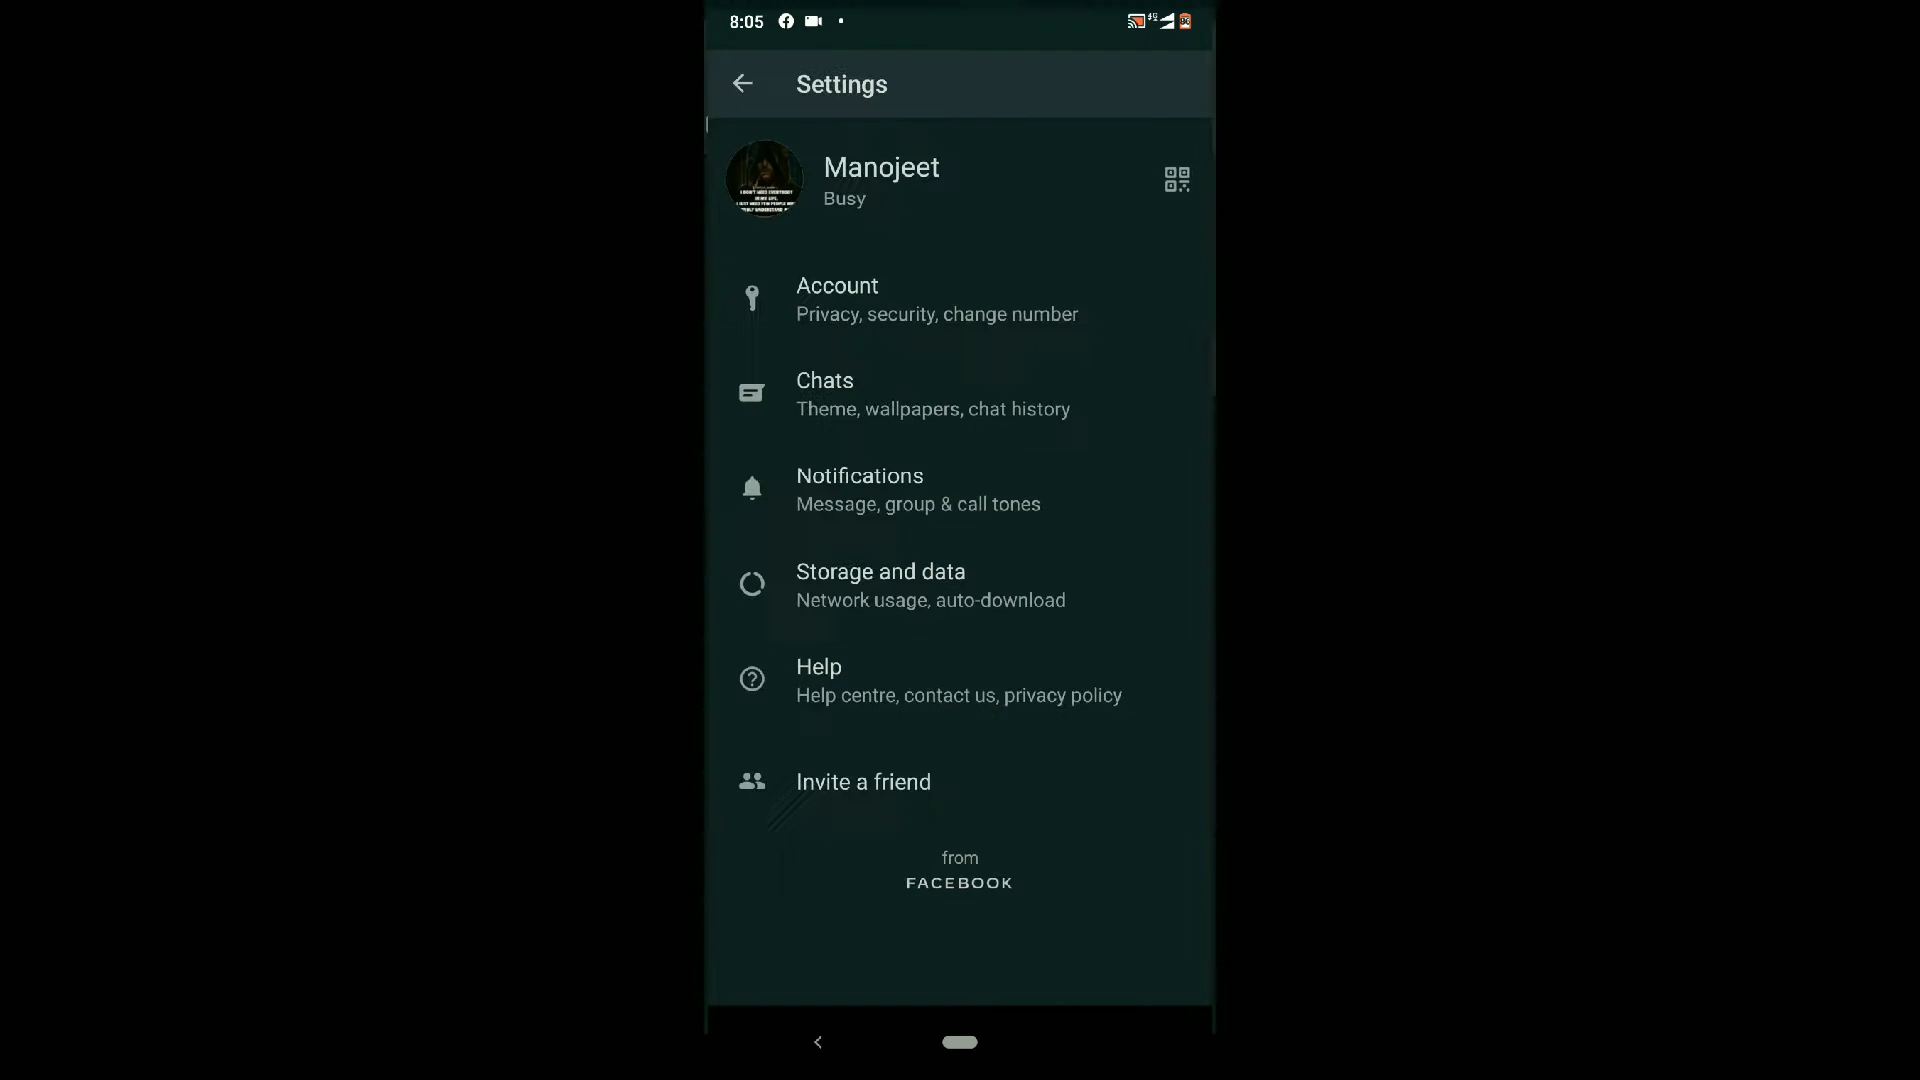 8:05
4G
Settings
Manojeet
Busy
Account
Privacy, security, change number
Chats
Theme, wallpapers, chat history
Notifications
Message, group & call tones
Storage and data
Network usage, auto-download
Help
Help centre, contact us, privacy policy
Invite a friend
from
FACEBOOK